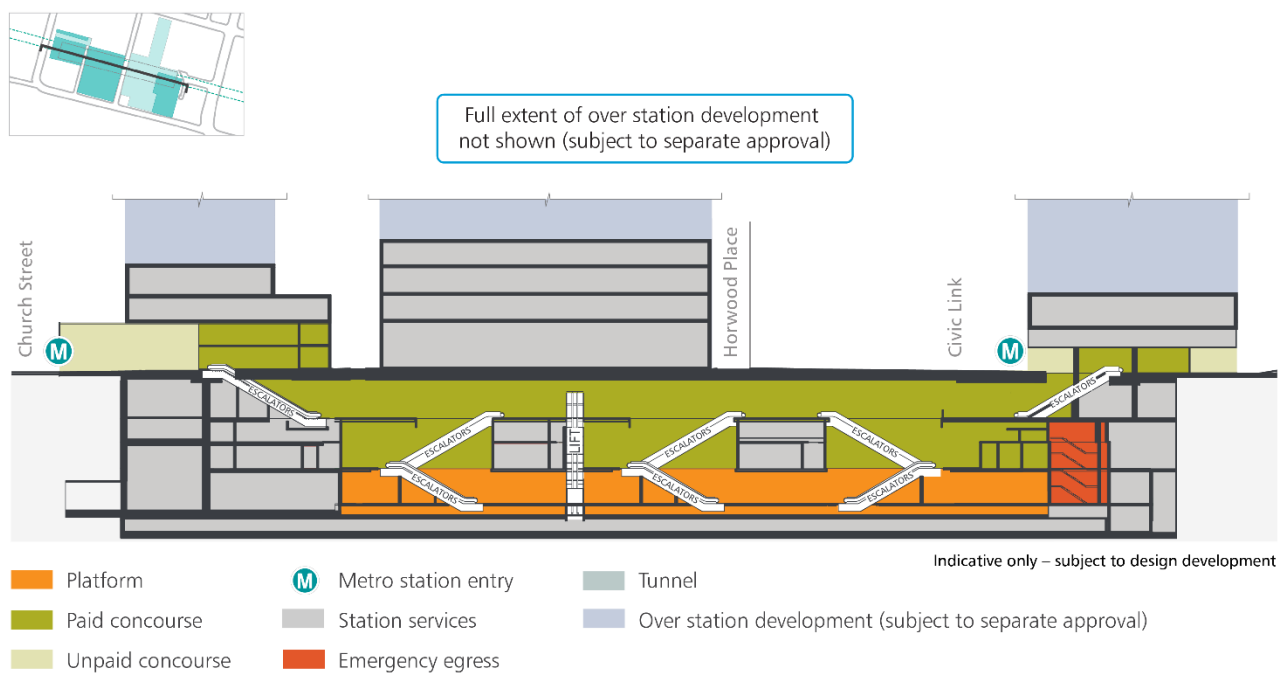 Full extent of over station development
not shown (subject to separate approval)
Church Street
Horwood Place
Civic Link
M
M
ESCALATORS
ESCALATORS
ESCALATORS
ESCALATORS
ESCALATORS
LIFT
ESCALATORS
ESCALATORS
ESCALATORS
Indicative only – subject to design development
Platform
M Metro station entry
Tunnel
Paid concourse
Station services
Over station development (subject to separate approval)
Unpaid concourse
Emergency egress